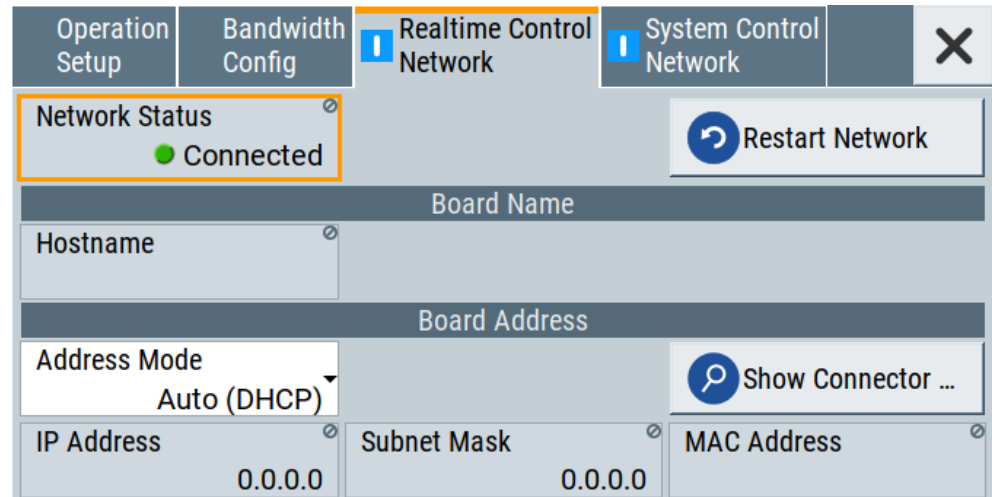 Operation Setup
Bandwidth Config
Realtime Control Network
System Control Network
Network Status
Connected
Restart Network
Board Name
Hostname
Board Address
Address Mode
Auto (DHCP)
Show Connector ...
IP Address
0.0.0.0
Subnet Mask
0.0.0.0
MAC Address